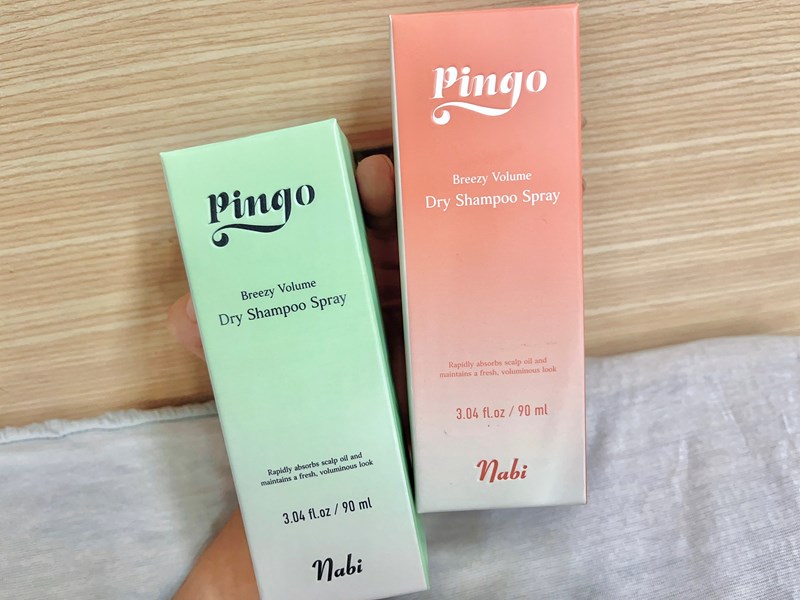 Pingo
Breezy Volume
Dry Shampoo Spray
Rapidly absorbs scalp oil and
maintains a fresh, voluminous look
3.04 fl.oz / 90 ml
Nabi
Pingo
Breezy Volume
Dry Shampoo Spray
Rapidly absorbs scalp oil and
maintains a fresh, voluminous look
3.04 fl.oz / 90 ml
Nabi